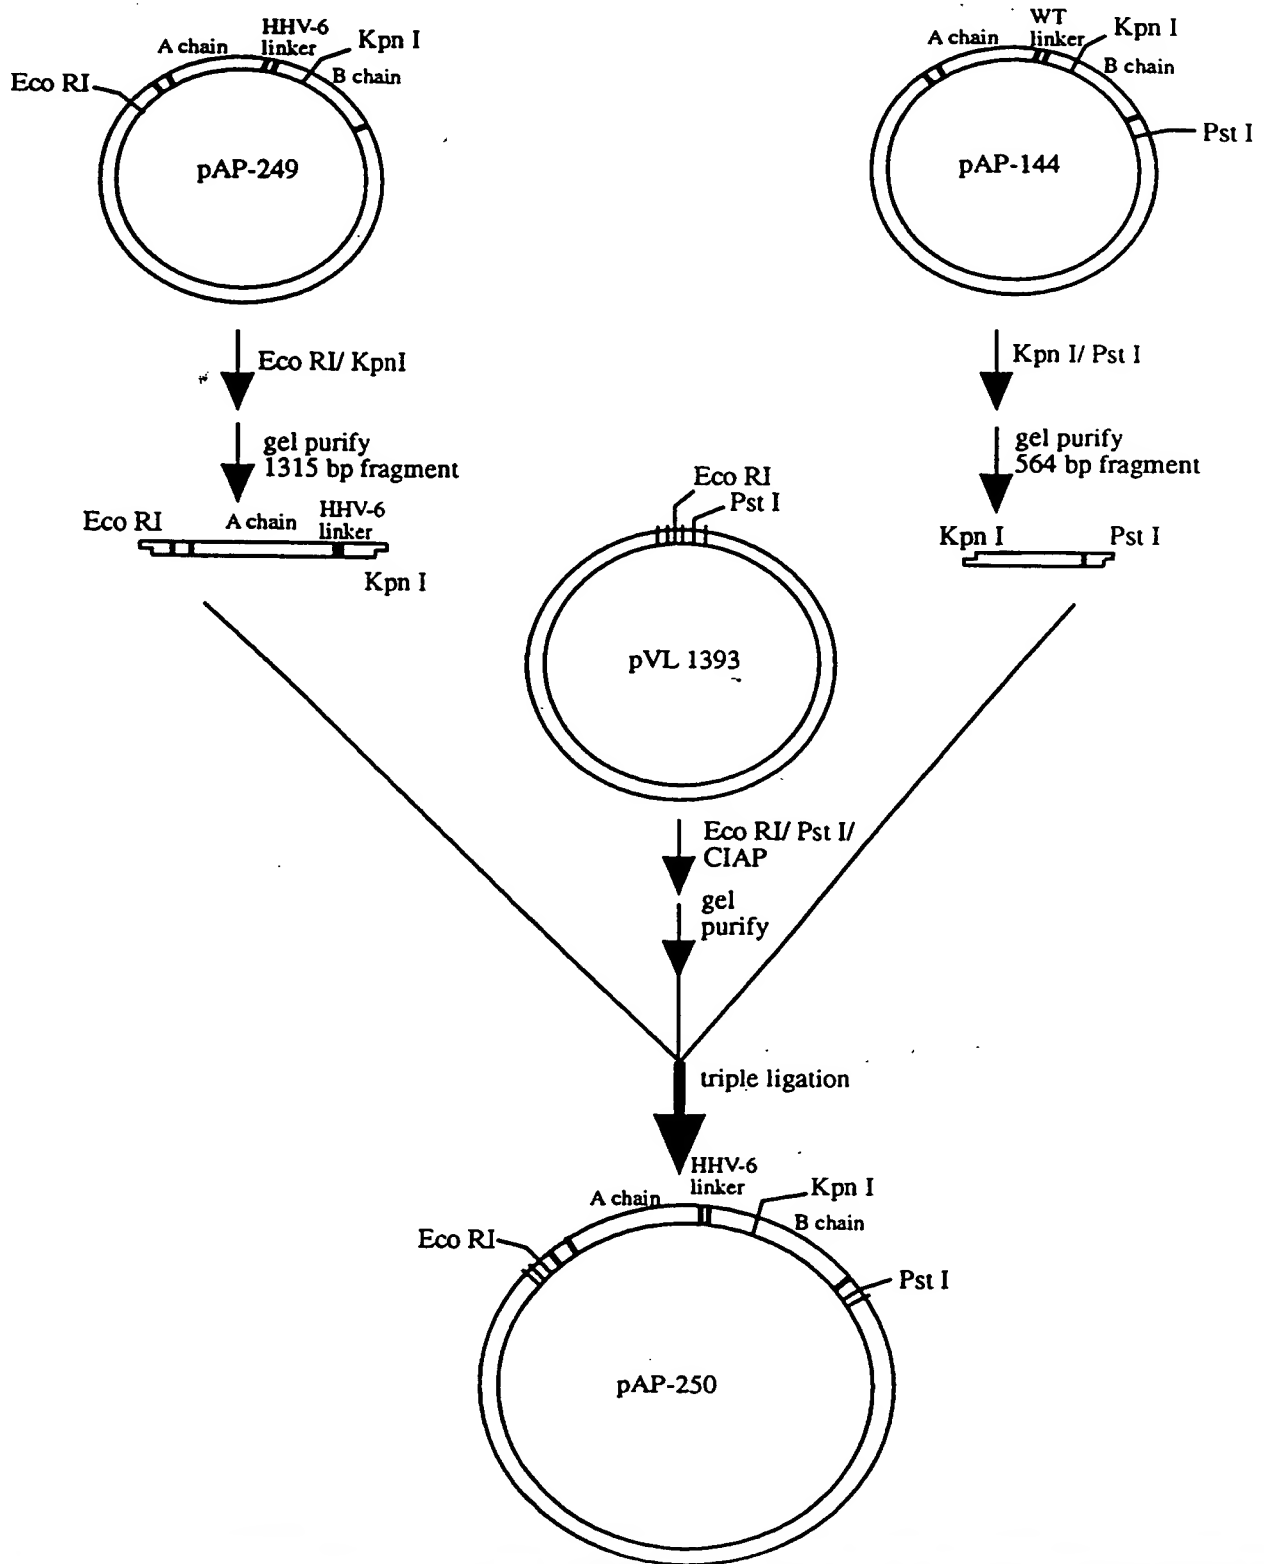 HHV-6
linker
A chain
Kpn I
B chain
Eco RI
pAP-249
WT
linker
A chain
Kpn I
B chain
Pst I
pAP-144
Eco RI/ KpnI
gel purify
1315 bp fragment
Kpn I/ Pst I
gel purify
564 bp fragment
Eco RI
A chain
HHV-6
linker
Kpn I
Eco RI
Pst I
Kpn I
Pst I
pVL 1393
Eco RI/ Pst I/
CIAP
gel
purify
triple ligation
HHV-6
linker
A chain
Kpn I
B chain
Eco RI
Pst I
pAP-250